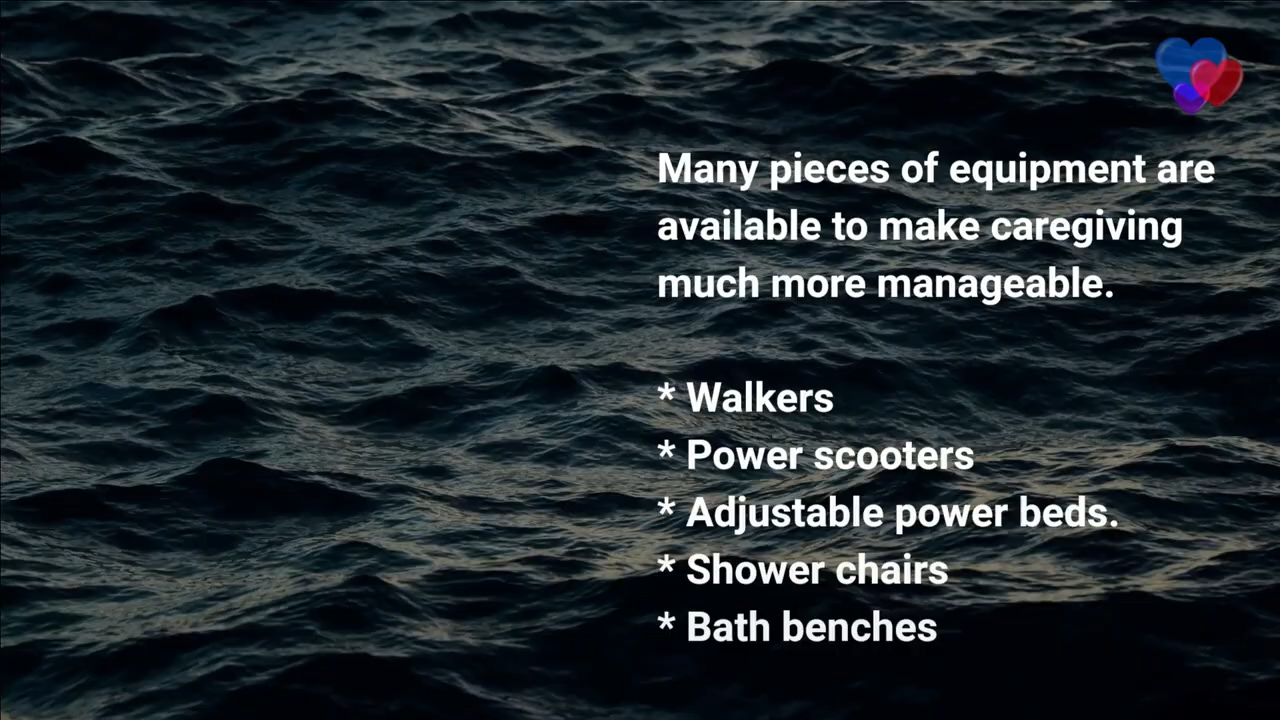 Many pieces of equipment are
available to make caregiving
much more manageable.
* Walkers
* Power scooters
* Adjustable power beds.
* Shower chairs
* Bath benches